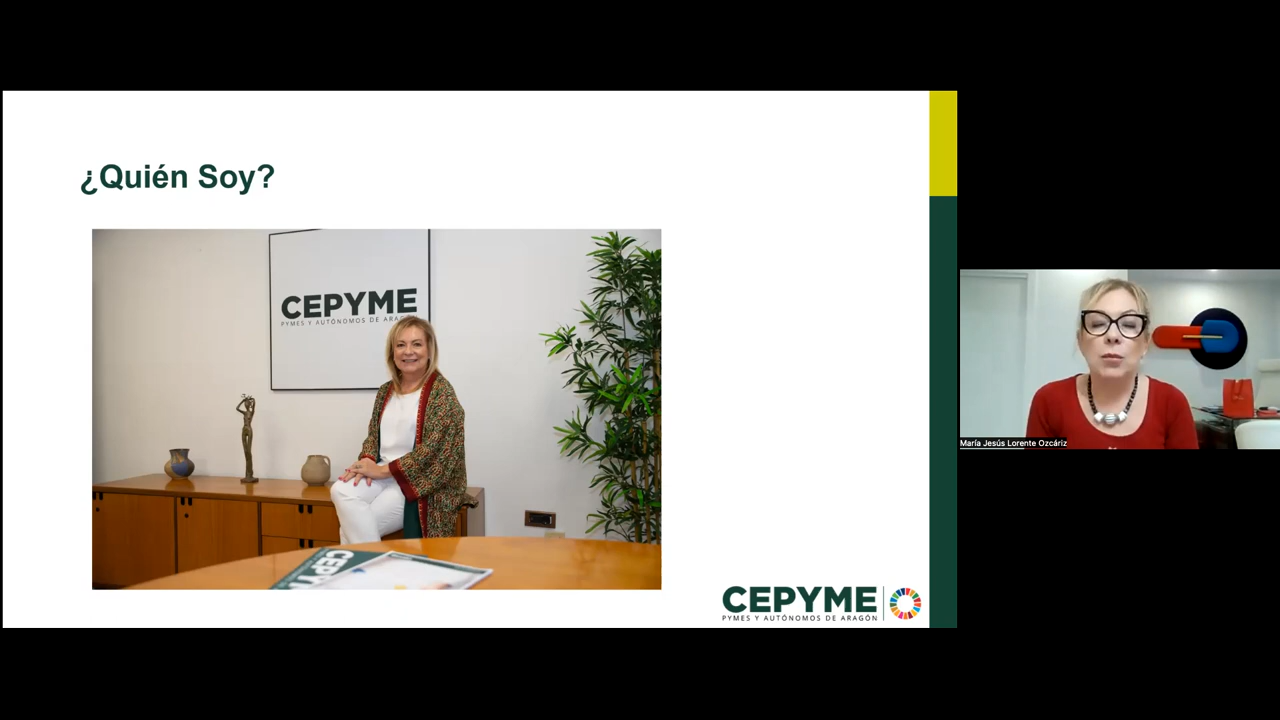 ¿Quién Soy?
CEPYME
PYMES Y AUTÓNOMOS DE ARAGÓN
CEPYME
PYMES Y AUTÓNOMOS DE ARAGÓN
María Jesús Lorente Ozcáriz